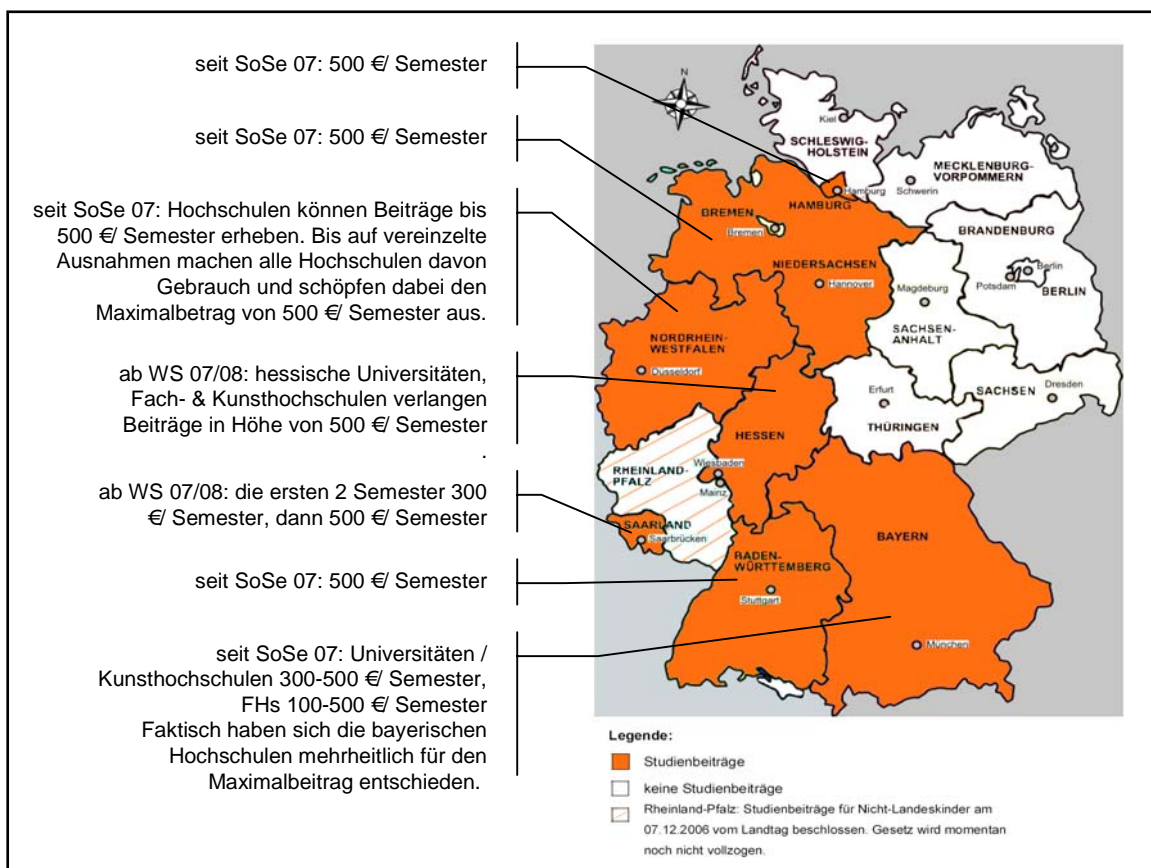 seit SoSe 07: 500 €/ Semester
seit SoSe 07: 500 €/ Semester
seit SoSe 07: Hochschulen können Beiträge bis
500 €/ Semester erheben. Bis auf vereinzelte
Ausnahmen machen alle Hochschulen davon
Gebrauch und schöpfen dabei den
Maximalbetrag von 500 €/ Semester aus.
ab WS 07/08: hessische Universitäten,
Fach- & Kunsthochschulen verlangen
Beiträge in Höhe von 500 €/ Semester
.
ab WS 07/08: die ersten 2 Semester 300
€/ Semester, dann 500 €/ Semester
seit SoSe 07: 500 €/ Semester
seit SoSe 07: Universitäten /
Kunsthochschulen 300-500 €/ Semester,
FHs 100-500 €/ Semester
Faktisch haben sich die bayerischen
Hochschulen mehrheitlich für den
Maximalbeitrag entschieden.
N
Kiel
SCHLESWIG-
HOLSTEIN
MECKLENBURG-
VORPOMMERN
Schwerin
Hamburg
HAMBURG
BREMEN
Bremen
BRANDENBURG
Berlin
Potsdam
BERLIN
NIEDERSACHSEN
Hannover
Magdeburg
SACHSEN-
ANHALT
NORDRHEIN-
WESTFALEN
Düsseldorf
SACHSEN
Dresden
Erfurt
THÜRINGEN
HESSEN
Wiesbaden
RHEINLAND-
PFALZ
Mainz
SAARLAND
Saarbrücken
BAYERN
BADEN-
WÜRTTEMBERG
Stuttgart
München
Legende:
Studienbeiträge
keine Studienbeiträge
Rheinland-Pfalz: Studienbeiträge für Nicht-Landeskinder am
07.12.2006 vom Landtag beschlossen. Gesetz wird momentan
noch nicht vollzogen.